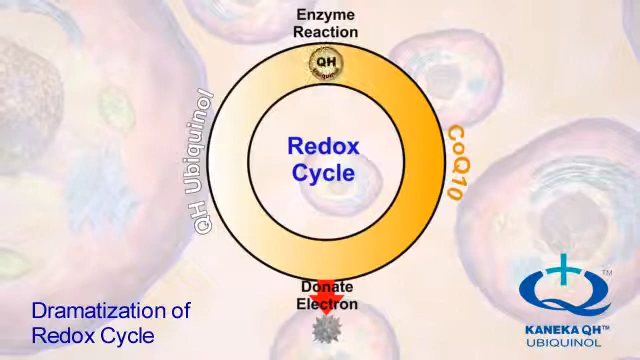 Enzyme
Reaction
QH
Ubiquinol
QH Ubiquinol
Redox
Cycle
CoQ10
Donate
Electron
Dramatization of
Redox Cycle
TM
KANEKA QH™
UBIQUINOL